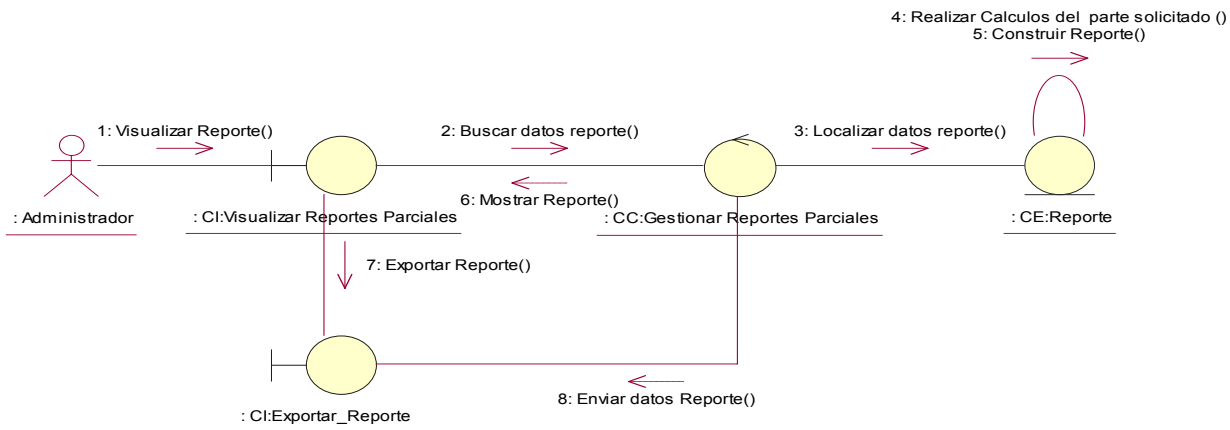 4: Realizar Calculos del parte solicitado ()
5: Construir Reporte()
1: Visualizar Reporte()
2: Buscar datos reporte()
3: Localizar datos reporte()
6: Mostrar Reporte()
: Administrador
: CI:Visualizar Reportes Parciales
: CC:Gestionar Reportes Parciales
: CE:Reporte
7: Exportar Reporte()
8: Enviar datos Reporte()
: CI:Exportar_Reporte